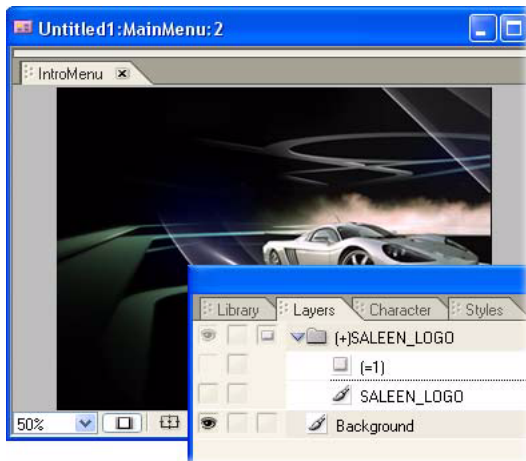 Untitled1:MainMenu:2
IntroMenu
Library Layers Character Styles
(+)SALEEN_LOGO
(=1)
SALEEN_LOGO
50%
Background